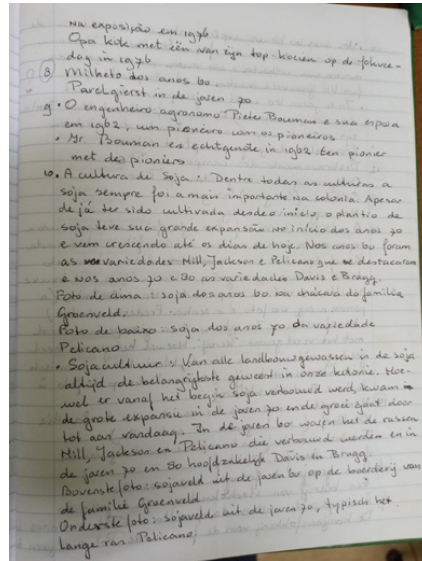 na exposição em 1976
Opa Kok met één van zijn top-koeien op de fokvee-
dag in 1976
8 Milheto dos anos 60
Parelgierst in de jaren 70
9. O engenheiro agronomo Pieter Bouman e sua esposa
em 1962, um pioneiro com os pioneiros
• Ir. Bouman en echtgenote in 1962 Een pionier
met de pioniers
10. • A cultura de soja: Dentre todas as culturas a
soja sempre foi a mais importante na colonia. Apesar
de já ter sido cultivada desde o início, o plantio de
soja teve sua grande expansão no início dos anos 70
e vem crescendo até os dias de hoje. Nos anos 60 foram
as variedades Hill, Jackson e Pelicano que se destacaram
e nos anos 70 e 80 as variedades Davis e Bragg.
Foto de cima: soja dos anos 60 na chácara da família
Groenveld.
Foto de baixo: soja dos anos 70 da variedade
Pelicano
• Sojacultuur: Van alle landbouwgewassen is de soja
altijd de belangrijkste geweest in onze kolonie. Hoe-
wel er vanaf het begin soja verbouwd werd, kwam
de grote expansie in de jaren 70 en de groei gaat door
tot aan vandaag. In de jaren 60 waren het de rassen
Hill, Jackson en Pelicano die verbouwd werden en in
de jaren 70 en 80 hoofdzakelijk Davis en Bragg.
Bovenste foto: sojaveld uit de jaren 60 op de boerderij van
de familie Groenveld
Onderste foto: sojaveld uit de jaren 70, typisch het
lange ras Pelicano